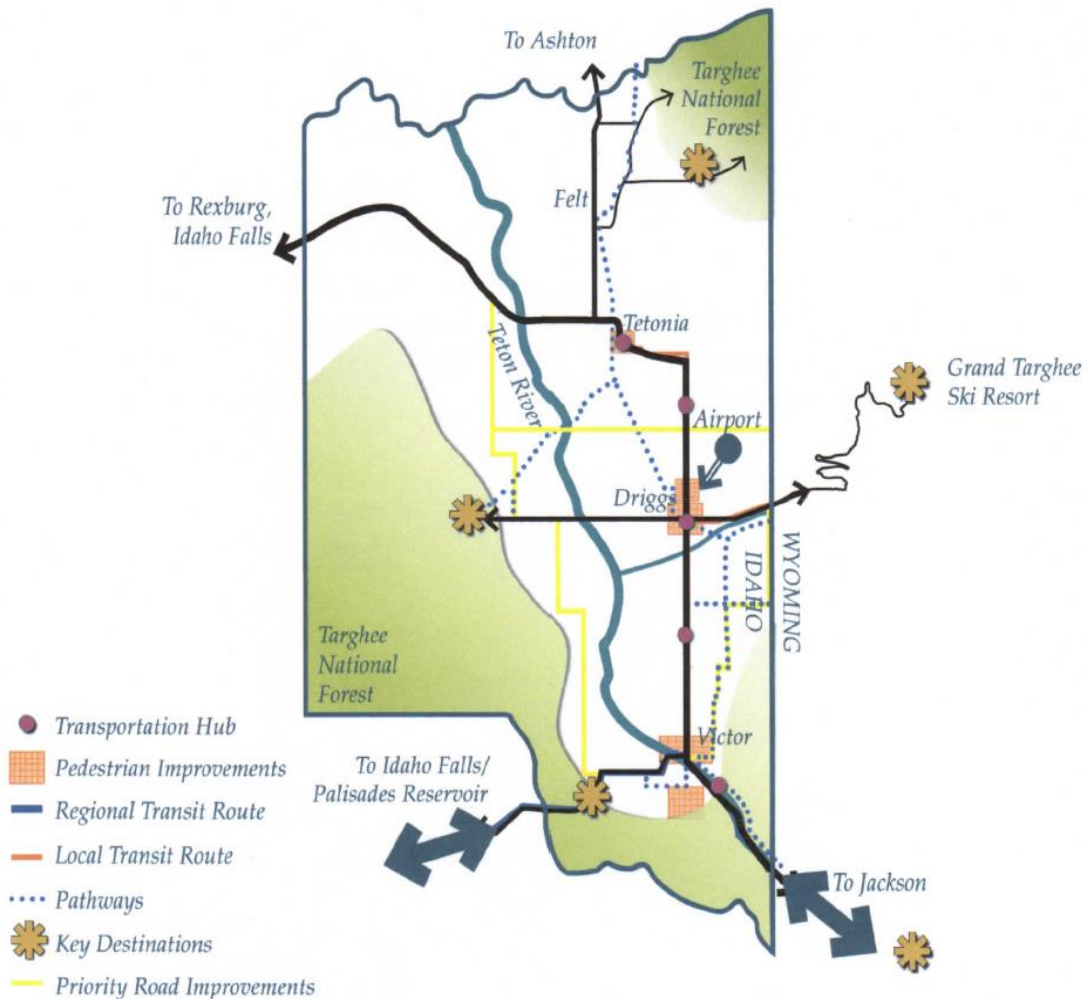 To Ashton
Targhee
National
Forest
To Rexburg,
Idaho Falls
Felt
Tetonia
Teton River
Grand Targhee
Ski Resort
Airport
Driggs
WYOMING
IDAHO
Targhee
National
Forest
Victor
To Idaho Falls/
Palisades Reservoir
To Jackson
Transportation Hub
Pedestrian Improvements
Regional Transit Route
Local Transit Route
Pathways
Key Destinations
Priority Road Improvements